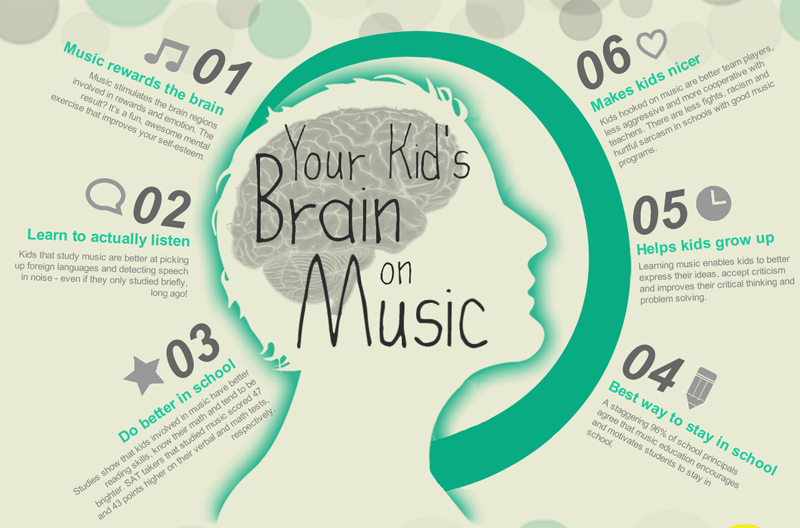 Your Kid's
Brain
on
Music
01
Music rewards the brain
Music stimulates the brain regions
involved in rewards and emotion. The
result? It's a fun, awesome mental
exercise that improves your self-esteem.
02
Learn to actually listen
Kids that study music are better at picking
up foreign languages and detecting speech
in noise - even if they only studied briefly,
long ago!
03
Do better in school
Studies show that kids involved in music have better
reading skills, know their math and tend to be
brighter. SAT takers that studied music scored 47
and 43 points higher on their verbal and math tests,
respectively.
04
Best way to stay in school
A staggering 96% of school principals
agree that music education encourages
and motivates students to stay in
school.
05
Helps kids grow up
Learning music enables kids to better
express their ideas, accept criticism
and improves their critical thinking and
problem solving.
06
Makes kids nicer
Kids hooked on music are better team players,
less aggressive and more cooperative with
teachers. There are less fights, racism and
hurtful sarcasm in schools with good music
programs.